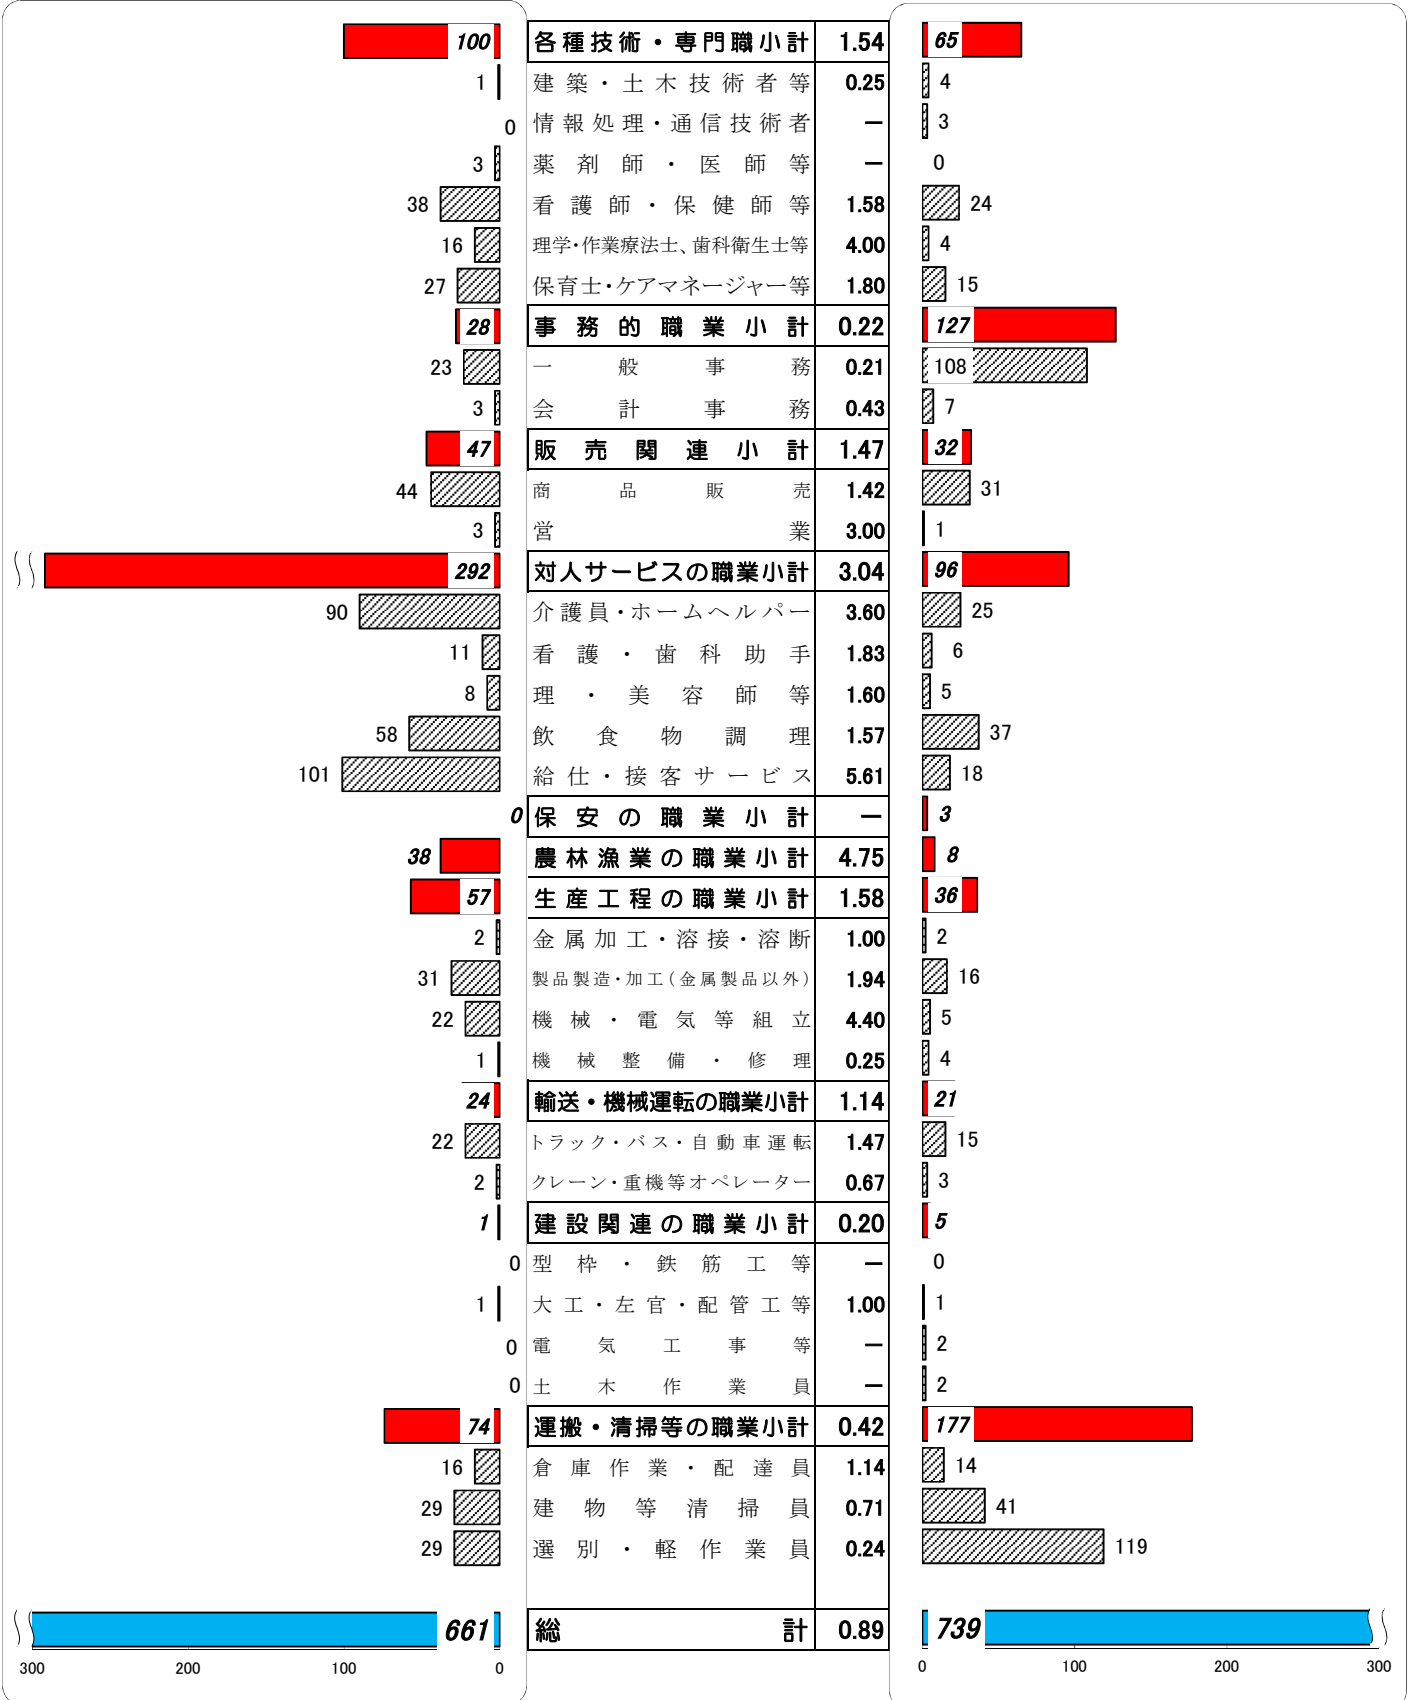 100 各種技術・専門職小計 1.54 65
1 建築・土木技術者等 0.25 4
0 情報処理・通信技術者 ― 3
3 薬剤師・医師等 ― 0
38 看護師・保健師等 1.58 24
16 理学・作業療法士、歯科衛生士等 4.00 4
27 保育士・ケアマネージャー等 1.80 15
28 事務的職業小計 0.22 127
23 一般事務 0.21 108
3 会計事務 0.43 7
47 販売関連小計 1.47 32
44 商品販売 1.42 31
3 営業 3.00 1
292 対人サービスの職業小計 3.04 96
90 介護員・ホームヘルパー 3.60 25
11 看護・歯科助手 1.83 6
8 理・美容師等 1.60 5
58 飲食物調理 1.57 37
101 給仕・接客サービス 5.61 18
0 保安の職業小計 ― 3
38 農林漁業の職業小計 4.75 8
57 生産工程の職業小計 1.58 36
2 金属加工・溶接・溶断 1.00 2
31 製品製造・加工(金属製品以外) 1.94 16
22 機械・電気等組立 4.40 5
1 機械整備・修理 0.25 4
24 輸送・機械運転の職業小計 1.14 21
22 トラック・バス・自動車運転 1.47 15
2 クレーン・重機等オペレーター 0.67 3
1 建設関連の職業小計 0.20 5
0 型枠・鉄筋工等 ― 0
1 大工・左官・配管工等 1.00 1
0 電気工事等 ― 2
0 土木作業員 ― 2
74 運搬・清掃等の職業小計 0.42 177
16 倉庫作業・配達員 1.14 14
29 建物等清掃員 0.71 41
29 選別・軽作業員 0.24 119
661 総計 0.89 739
300 200 100 0 0 100 200 300